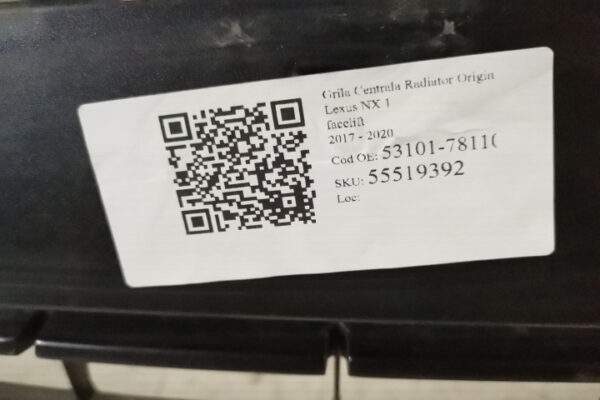 Grila Centrala Radiator Origin
Lexus NX 1
facelift
2017 - 2020
Cod OE: 53101-7811(
SKU: 55519392
Loc: